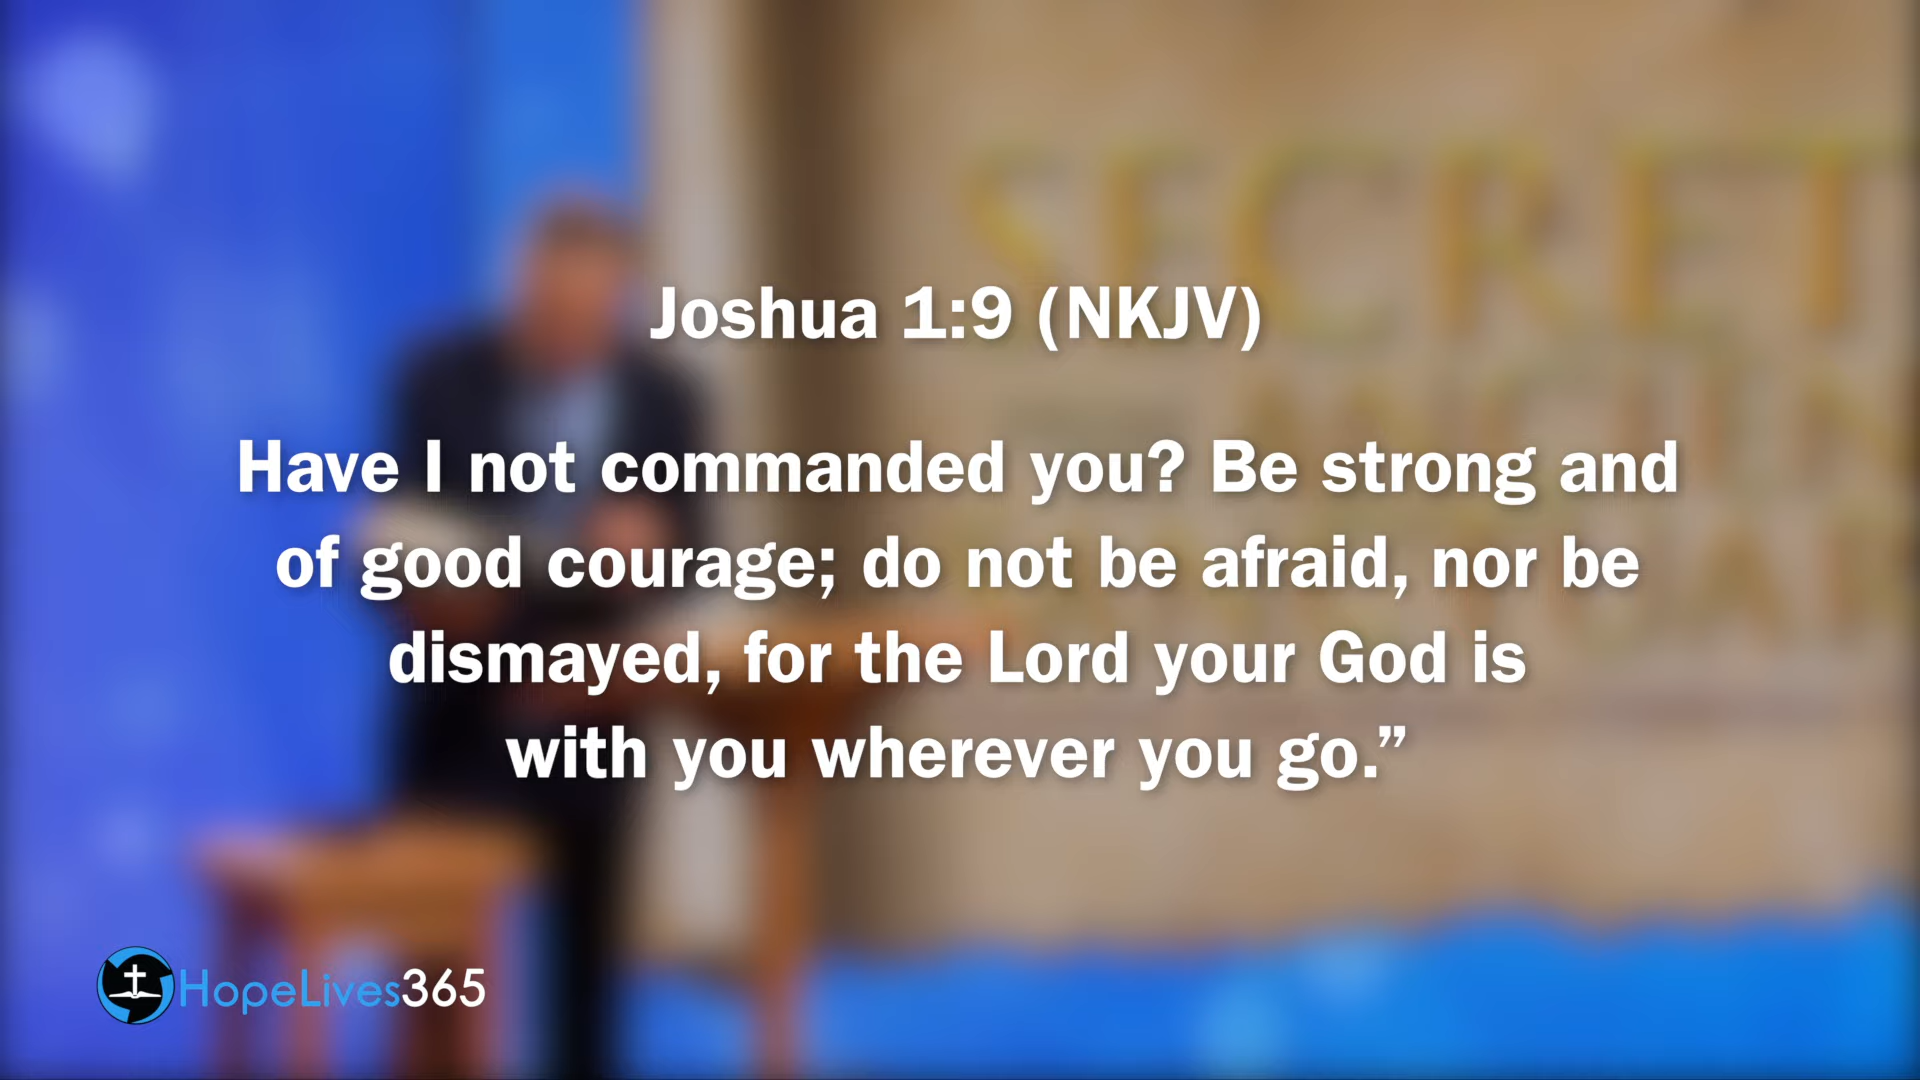 SECRET
Joshua 1:9 (NKJV)
Have I not commanded you? Be strong and
of good courage; do not be afraid, nor be
dismayed, for the Lord your God is
with you wherever you go.”
HopeLives365